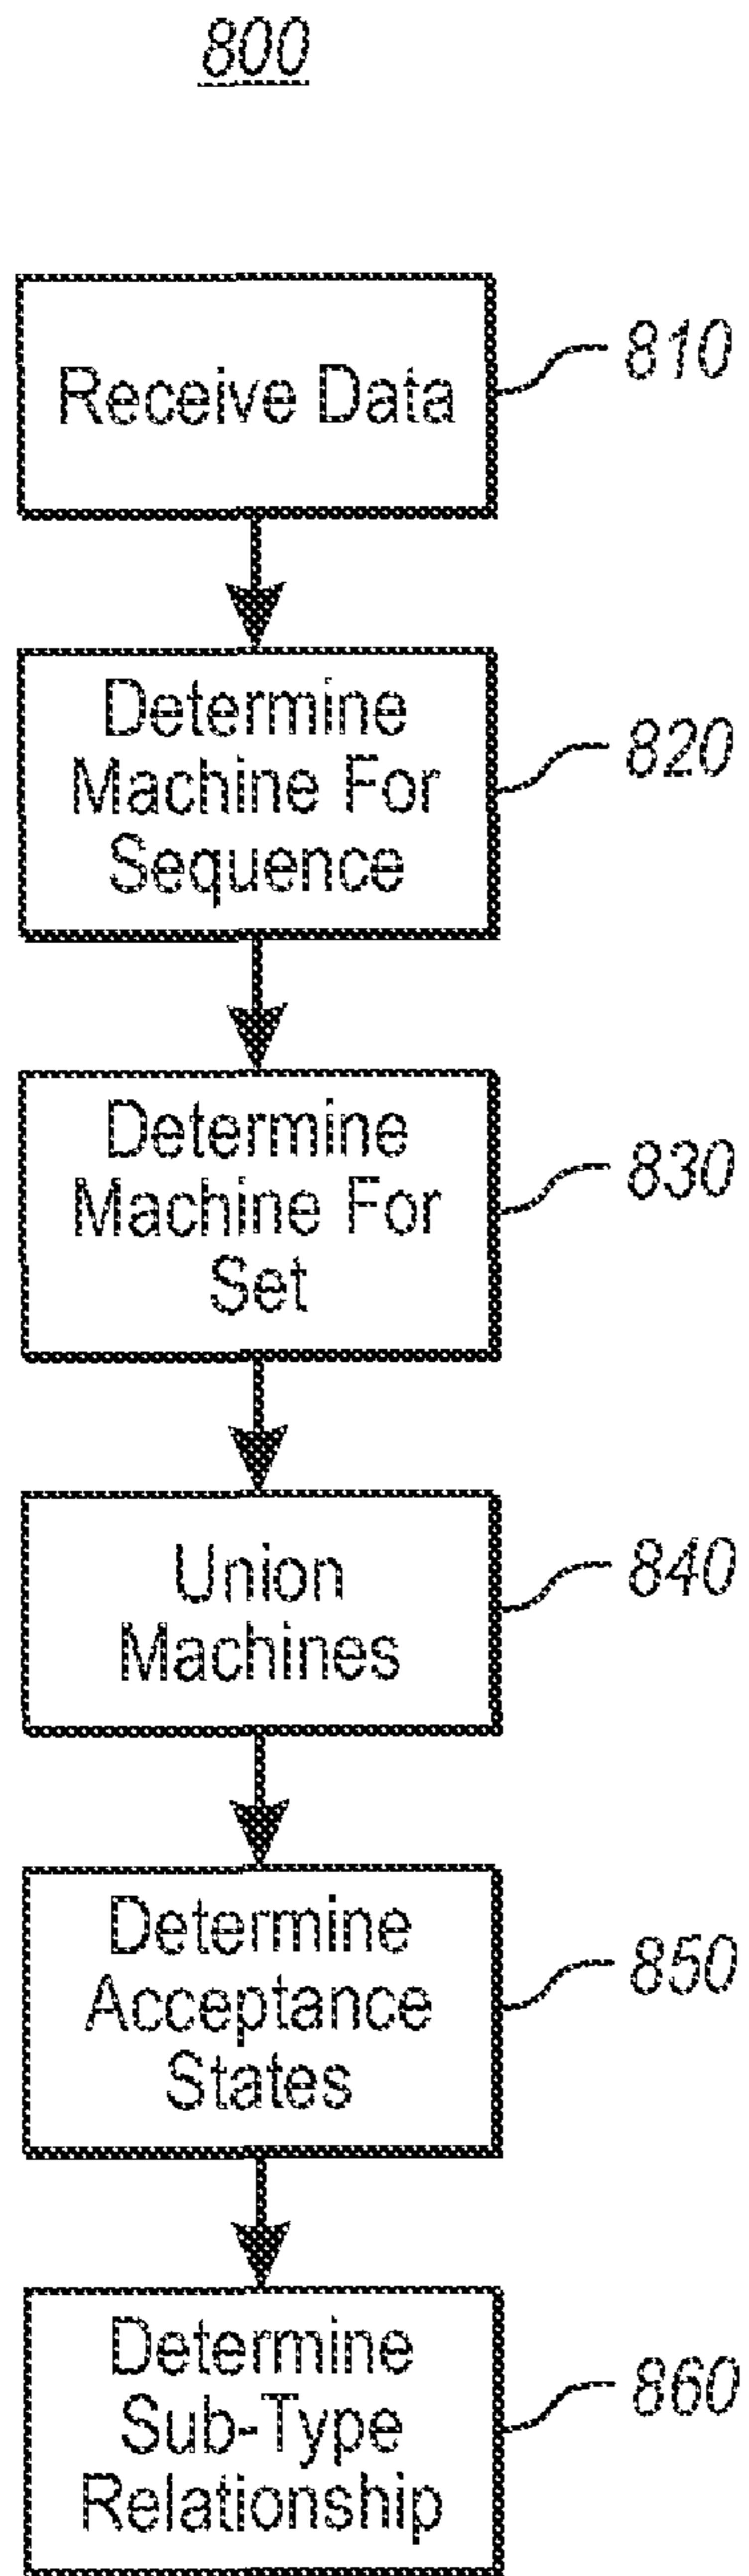 800
Receive Data
810
Determine
Machine For
Sequence
820
Determine
Machine For
Set
830
Union
Machines
840
Determine
Acceptance
States
850
Determine
Sub-Type
Relationship
860